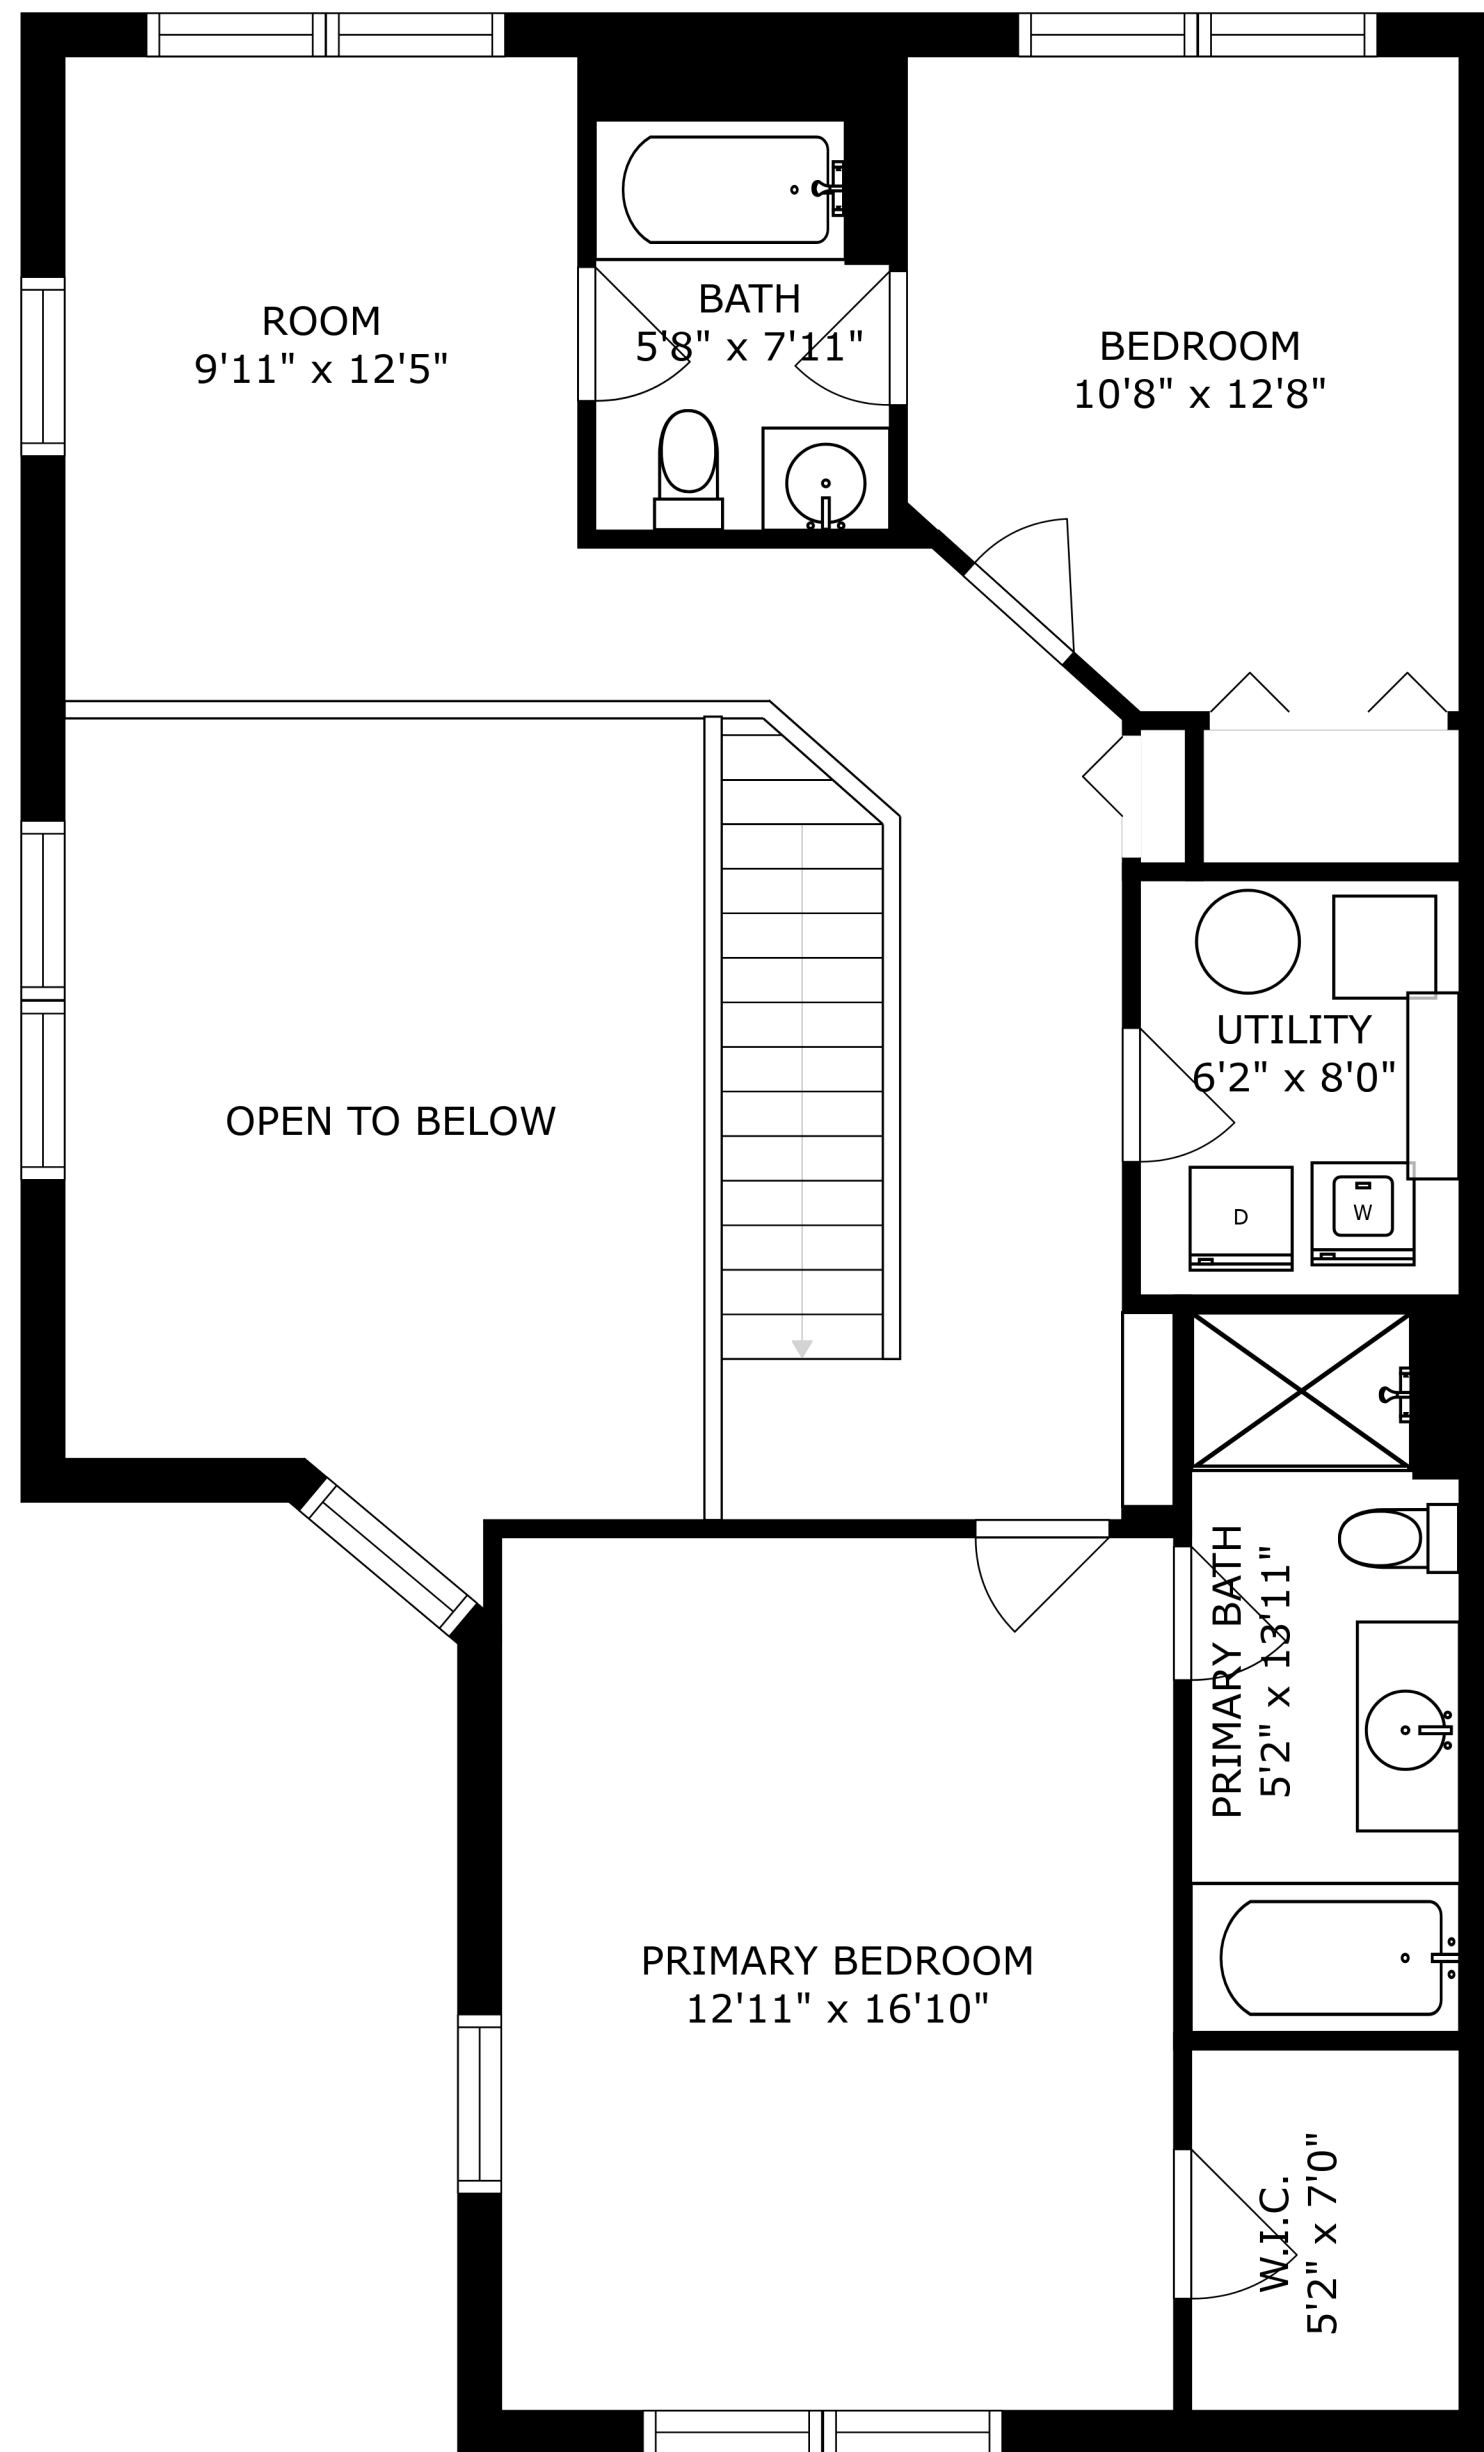 ROOM
9'11" x 12'5"
BATH
5'8" x 7'11"
BEDROOM
10'8" x 12'8"
UTILITY
6'2" x 8'0"
OPEN TO BELOW
D
W
PRIMARY BATH
5'2" x 13'11"
PRIMARY BEDROOM
12'11" x 16'10"
W.I.C.
5'2" x 7'0"